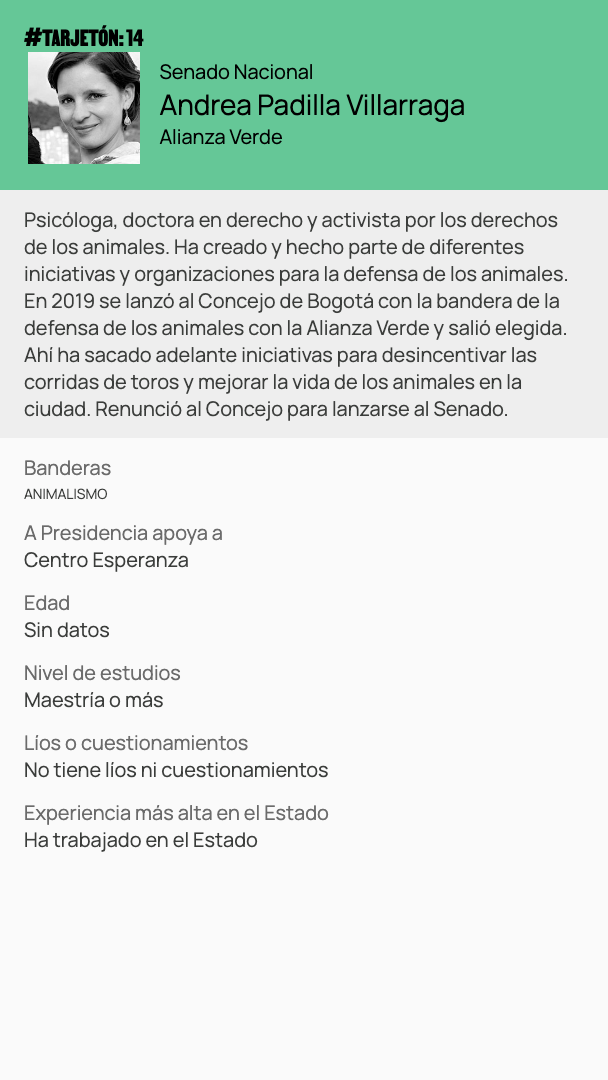 #TARJETÓN: 14
Senado Nacional
Andrea Padilla Villarraga
Alianza Verde
Psicóloga, doctora en derecho y activista por los derechos
de los animales. Ha creado y hecho parte de diferentes
iniciativas y organizaciones para la defensa de los animales.
En 2019 se lanzó al Concejo de Bogotá con la bandera de la
defensa de los animales con la Alianza Verde y salió elegida.
Ahí ha sacado adelante iniciativas para desincentivar las
corridas de toros y mejorar la vida de los animales en la
ciudad. Renunció al Concejo para lanzarse al Senado.
Banderas
ANIMALISMO
A Presidencia apoya a
Centro Esperanza
Edad
Sin datos
Nivel de estudios
Maestría o más
Líos o cuestionamientos
No tiene líos ni cuestionamientos
Experiencia más alta en el Estado
Ha trabajado en el Estado